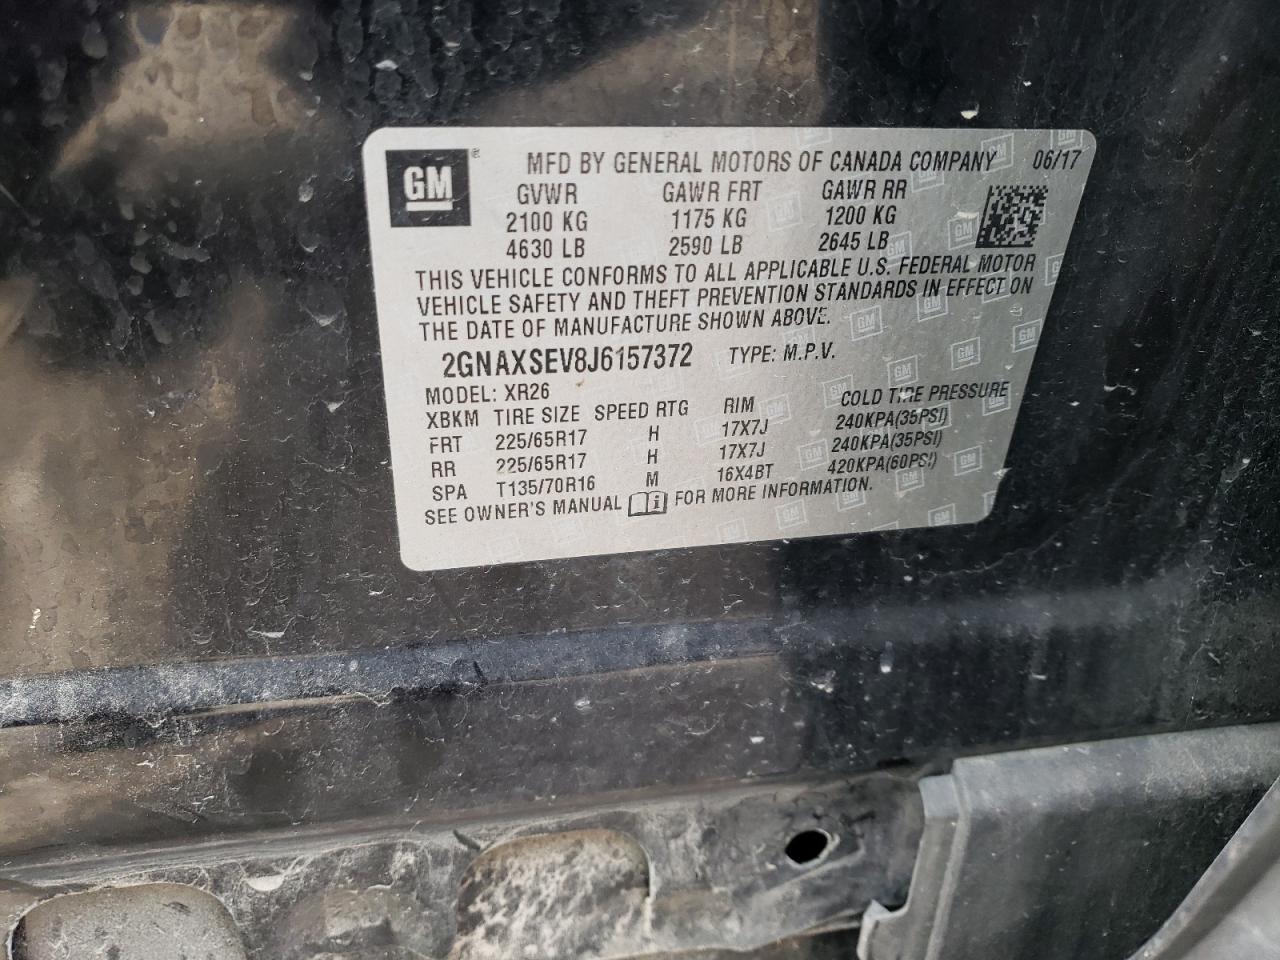 GM ® MFD BY GENERAL MOTORS OF CANADA COMPANY 06/17
GVWR GAWR FRT GAWR RR
2100 KG 1175 KG 1200 KG
4630 LB 2590 LB 2645 LB
THIS VEHICLE CONFORMS TO ALL APPLICABLE U.S. FEDERAL MOTOR
VEHICLE SAFETY AND THEFT PREVENTION STANDARDS IN EFFECT ON
THE DATE OF MANUFACTURE SHOWN ABOVE.
2GNAXSEV8J6157372 TYPE: M.P.V.
MODEL: XR26
XBKM TIRE SIZE SPEED RTG RIM COLD TIRE PRESSURE
FRT 225/65R17 H 17X7J 240KPA(35PSI)
RR 225/65R17 H 17X7J 240KPA(35PSI)
SPA T135/70R16 M 16X4BT 420KPA(60PSI)
SEE OWNER'S MANUAL FOR MORE INFORMATION.